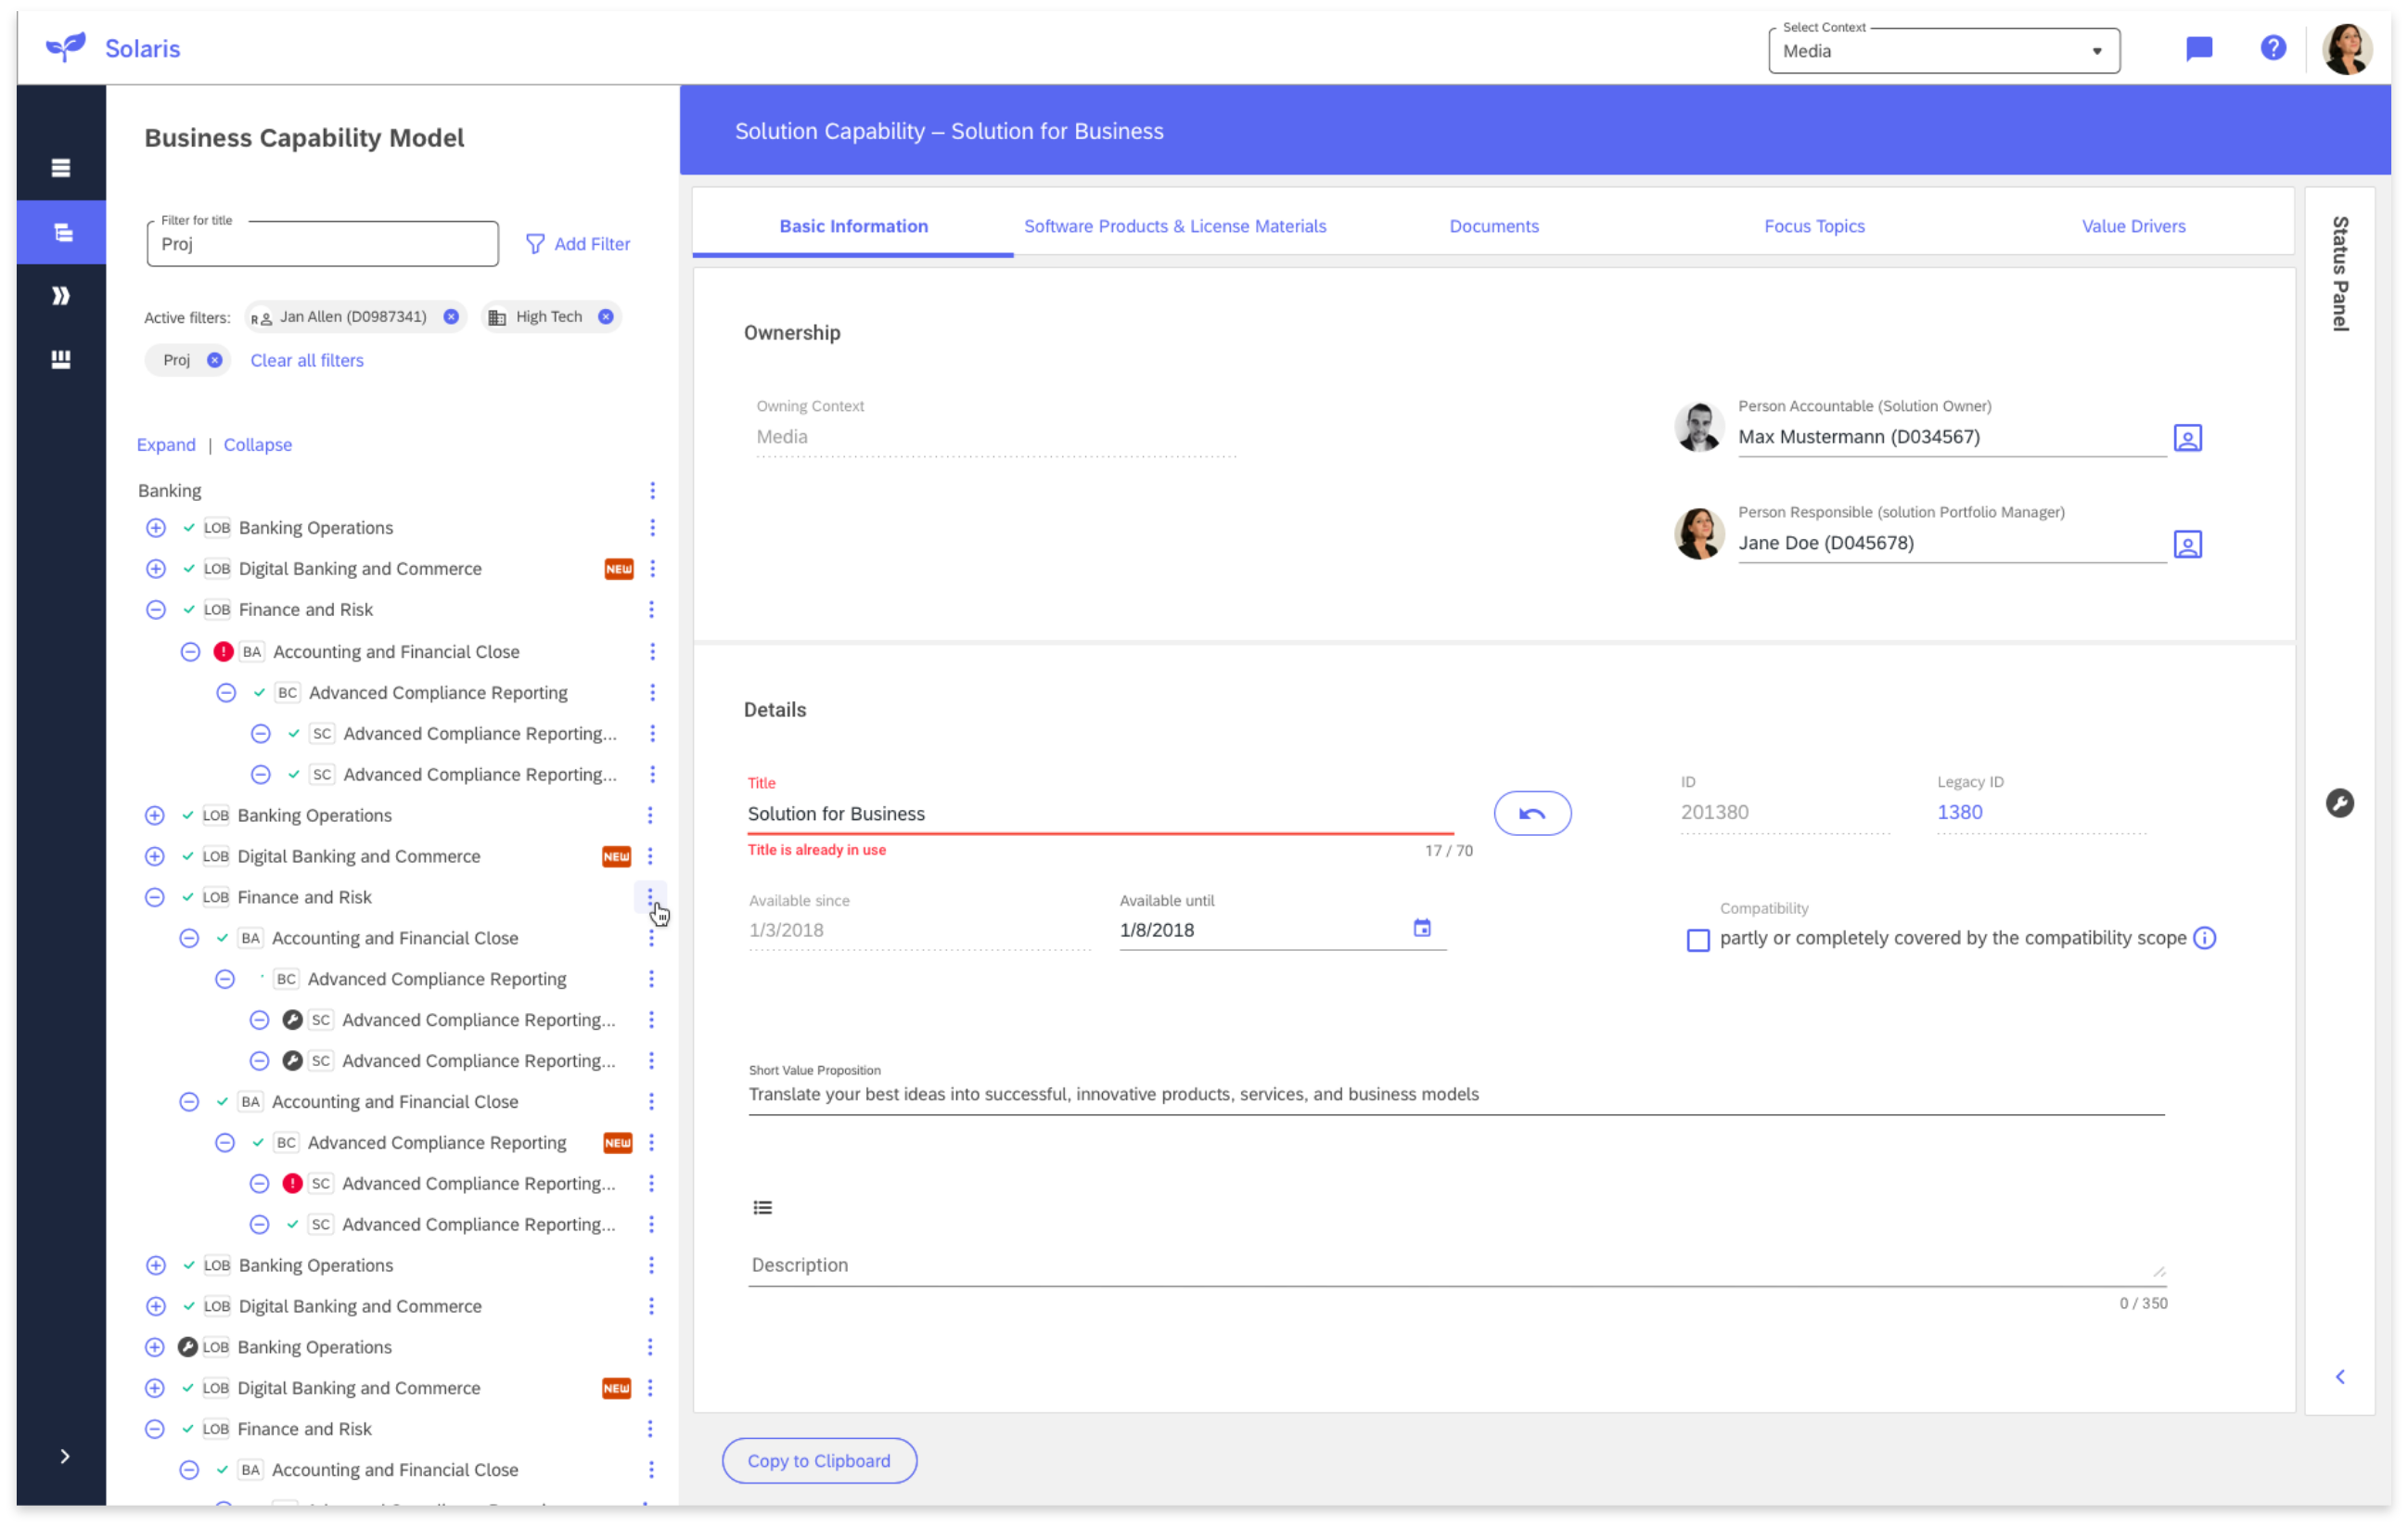 Solaris
Select Context
Media
Business Capability Model
Filter for title
Proj
Add Filter
Active filters:
Jan Allen (D0987341)
High Tech
Proj
Clear all filters
Expand | Collapse
Banking
LOB Banking Operations
LOB Digital Banking and Commerce NEW
LOB Finance and Risk
BA Accounting and Financial Close
BC Advanced Compliance Reporting
SC Advanced Compliance Reporting...
SC Advanced Compliance Reporting...
LOB Banking Operations
LOB Digital Banking and Commerce NEW
LOB Finance and Risk
BA Accounting and Financial Close
BC Advanced Compliance Reporting
SC Advanced Compliance Reporting...
SC Advanced Compliance Reporting...
BA Accounting and Financial Close
BC Advanced Compliance Reporting NEW
SC Advanced Compliance Reporting...
SC Advanced Compliance Reporting...
LOB Banking Operations
LOB Digital Banking and Commerce
LOB Banking Operations
LOB Digital Banking and Commerce NEW
LOB Finance and Risk
BA Accounting and Financial Close
Solution Capability – Solution for Business
Basic Information
Software Products & License Materials
Documents
Focus Topics
Value Drivers
Ownership
Owning Context
Media
Person Accountable (Solution Owner)
Max Mustermann (D034567)
Person Responsible (solution Portfolio Manager)
Jane Doe (D045678)
Details
Title
Solution for Business
Title is already in use
17 / 70
ID
201380
Legacy ID
1380
Available since
1/3/2018
Available until
1/8/2018
Compatibility
partly or completely covered by the compatibility scope
Short Value Proposition
Translate your best ideas into successful, innovative products, services, and business models
Description
0 / 350
Copy to Clipboard
Status Panel